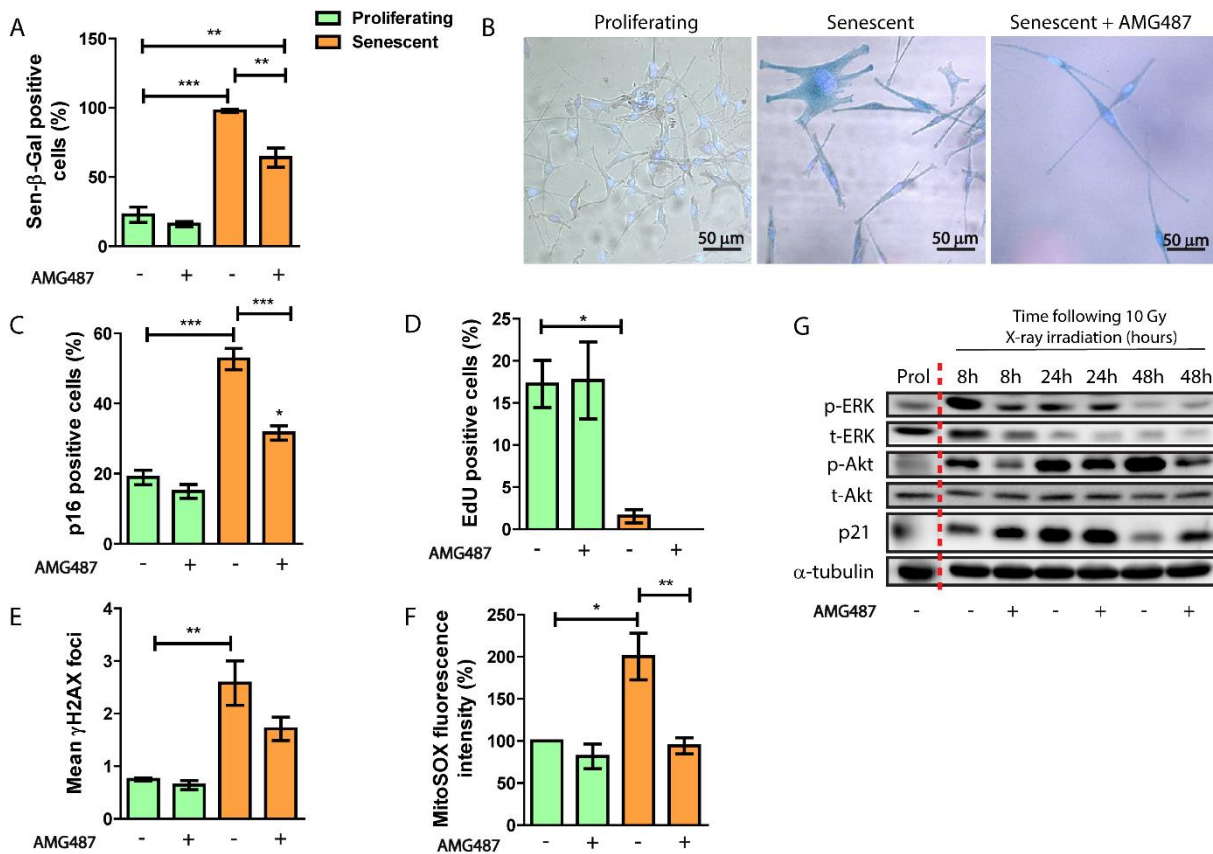 A
Proliferating
Senescent
Sen-β-Gal positive
cells (%)
150
100
50
0
**
***
**
AMG487 - + - +
B
Proliferating
Senescent
Senescent + AMG487
50 µm
50 µm
50 µm
C
p16 positive cells (%)
60
40
20
0
***
***
*
AMG487 - + - +
D
EdU positive cells (%)
25
20
15
10
5
0
*
- + - +
E
Mean γH2AX foci
4
3
2
1
0
**
AMG487 - + - +
F
MitoSOX fluorescence
intensity (%)
250
200
150
100
50
0
*
**
AMG487 - + - +
G
Time following 10 Gy
X-ray irradiation (hours)
Prol 8h 8h 24h 24h 48h 48h
p-ERK
t-ERK
p-Akt
t-Akt
p21
α-tubulin
AMG487 - - + - + - +